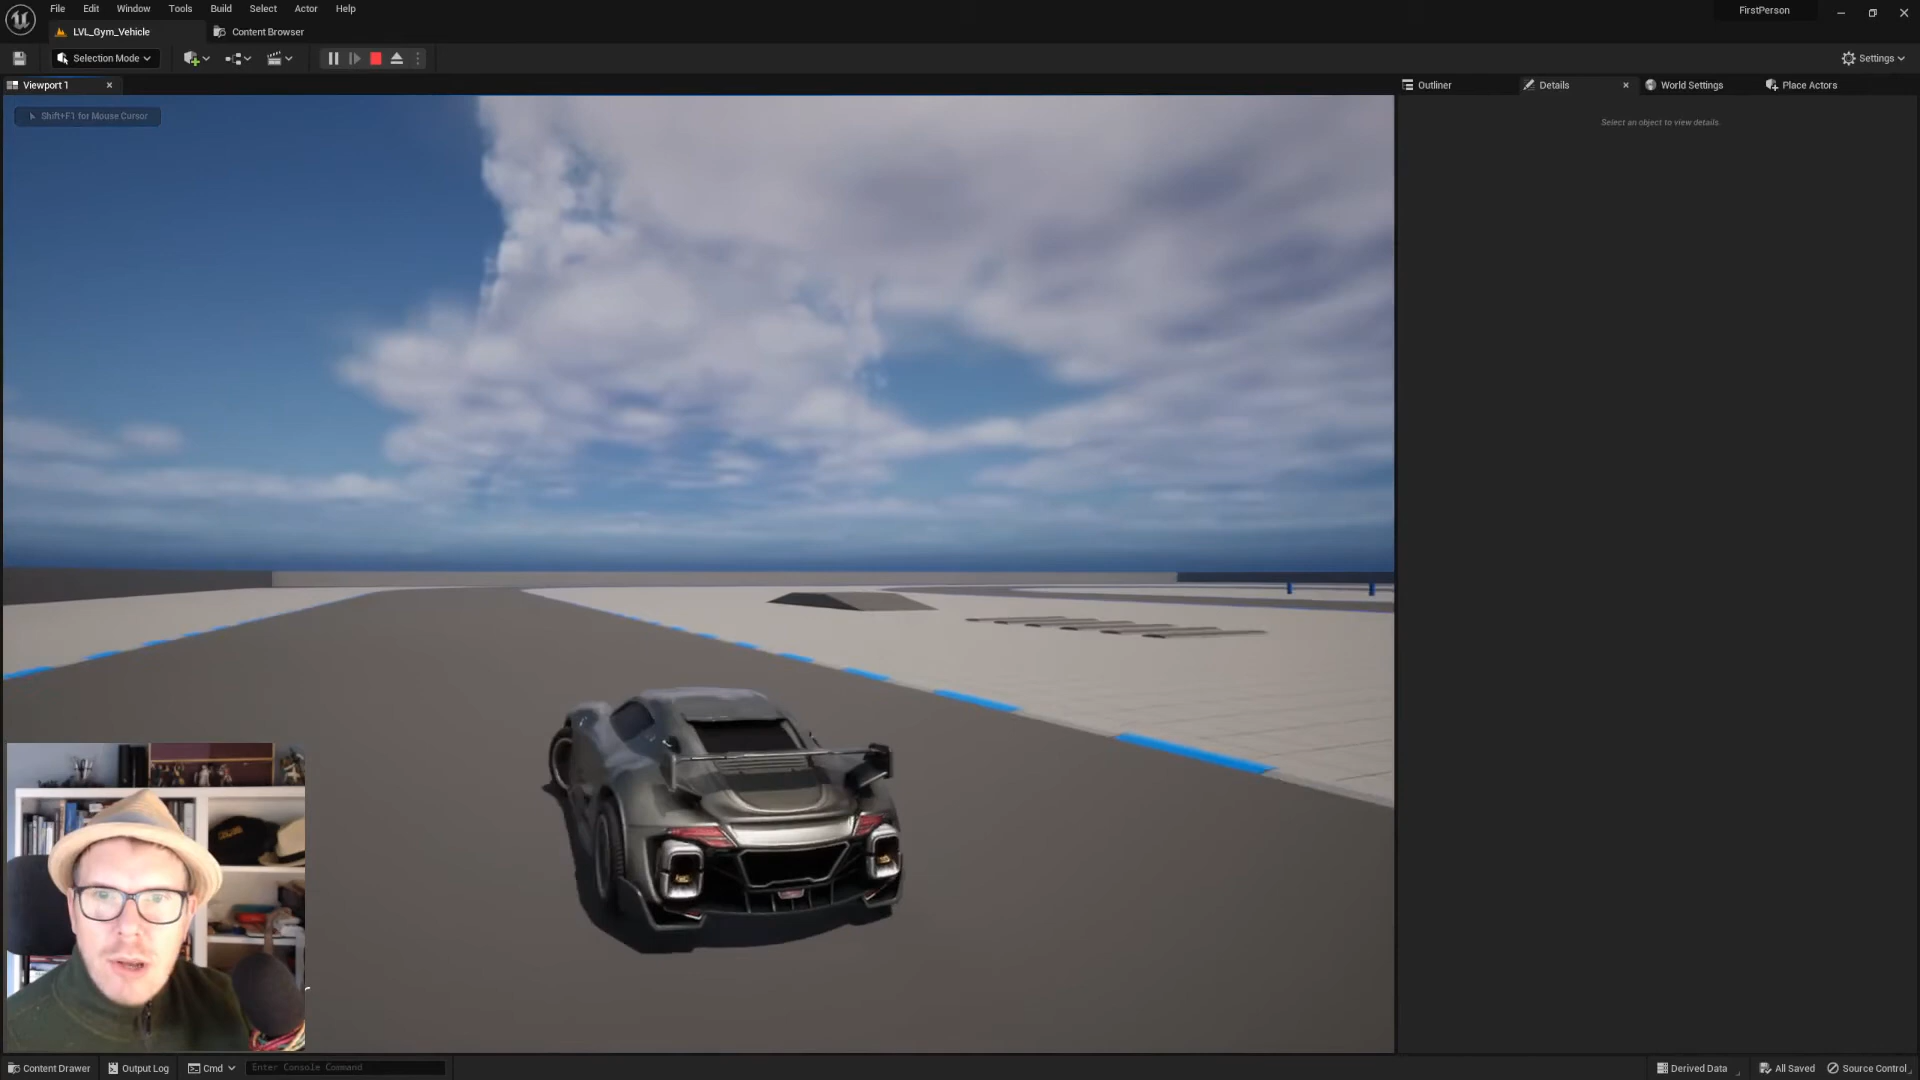 File Edit Window Tools Build Select Actor Help
FirstPerson
LVL_Gym_Vehicle
Content Browser
Selection Mode
Settings
Viewport 1
Outliner
Details
World Settings
Place Actors
Shift+F1 for Mouse Cursor
Select an object to view details.
Content Drawer
Output Log
Cmd
Enter Console Command
Derived Data
All Saved
Source Control